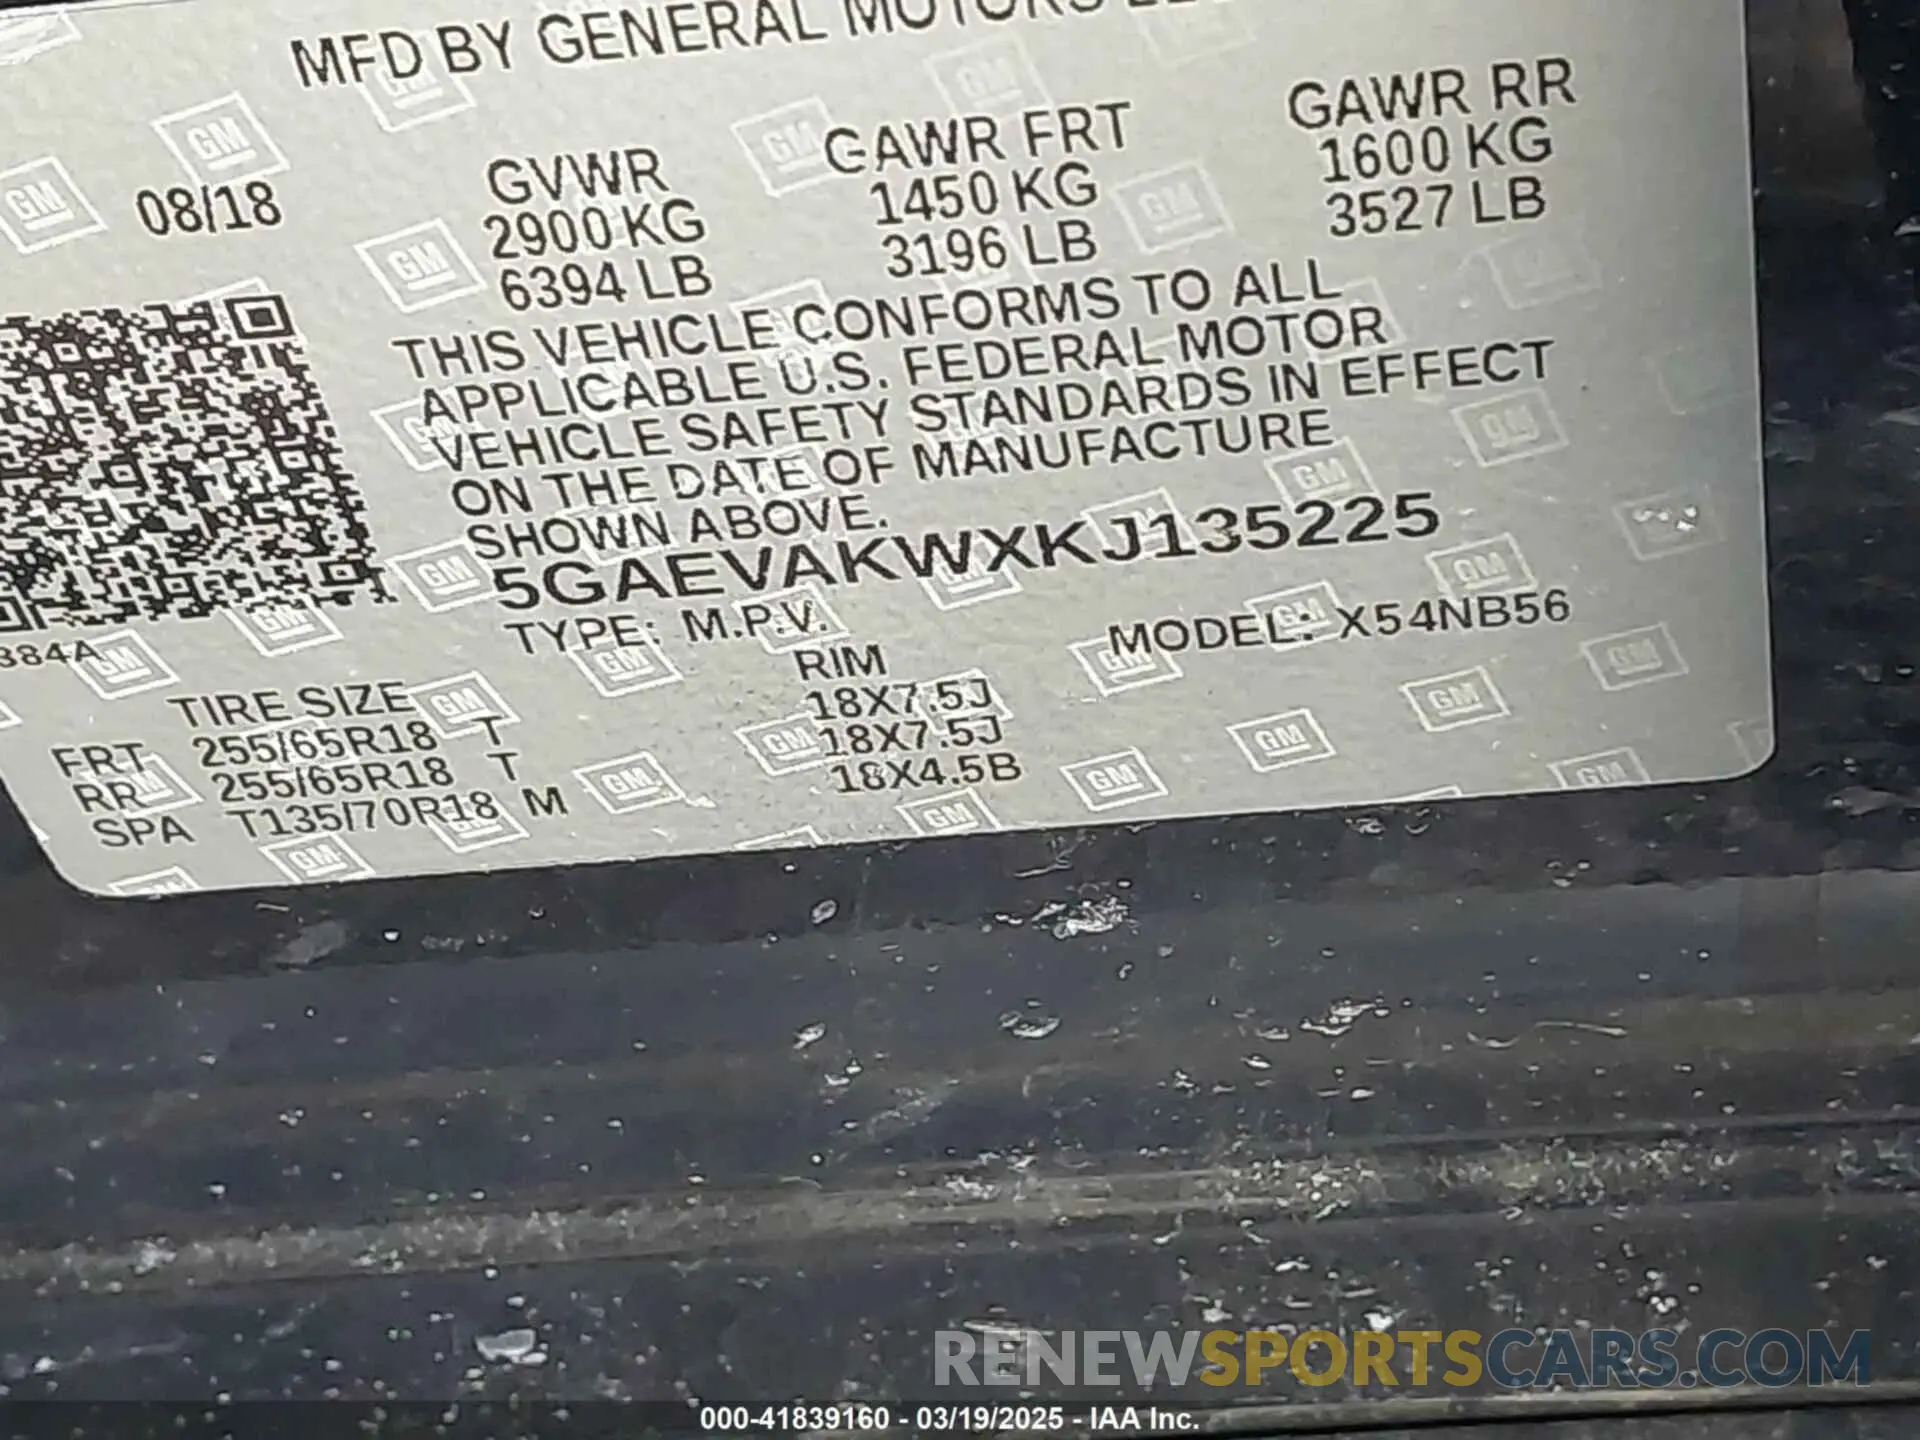 MFD BY GENERAL MOTORS
08/18
GVWR
2900 KG
6394 LB
GAWR FRT
1450 KG
3196 LB
GAWR RR
1600 KG
3527 LB
THIS VEHICLE CONFORMS TO ALL
APPLICABLE U.S. FEDERAL MOTOR
VEHICLE SAFETY STANDARDS IN EFFECT
ON THE DATE OF MANUFACTURE
SHOWN ABOVE.
5GAEVAKWXKJ135225
TYPE: M.P.V.
MODEL: X54NB56
384A
TIRE SIZE RIM
FRT 255/65R18 T 18X7.5J
RR 255/65R18 T 18X7.5J
SPA T135/70R18 M 18X4.5B
GM
RENEWSPORTSCARS.COM
000-41839160 - 03/19/2025 - IAA Inc.